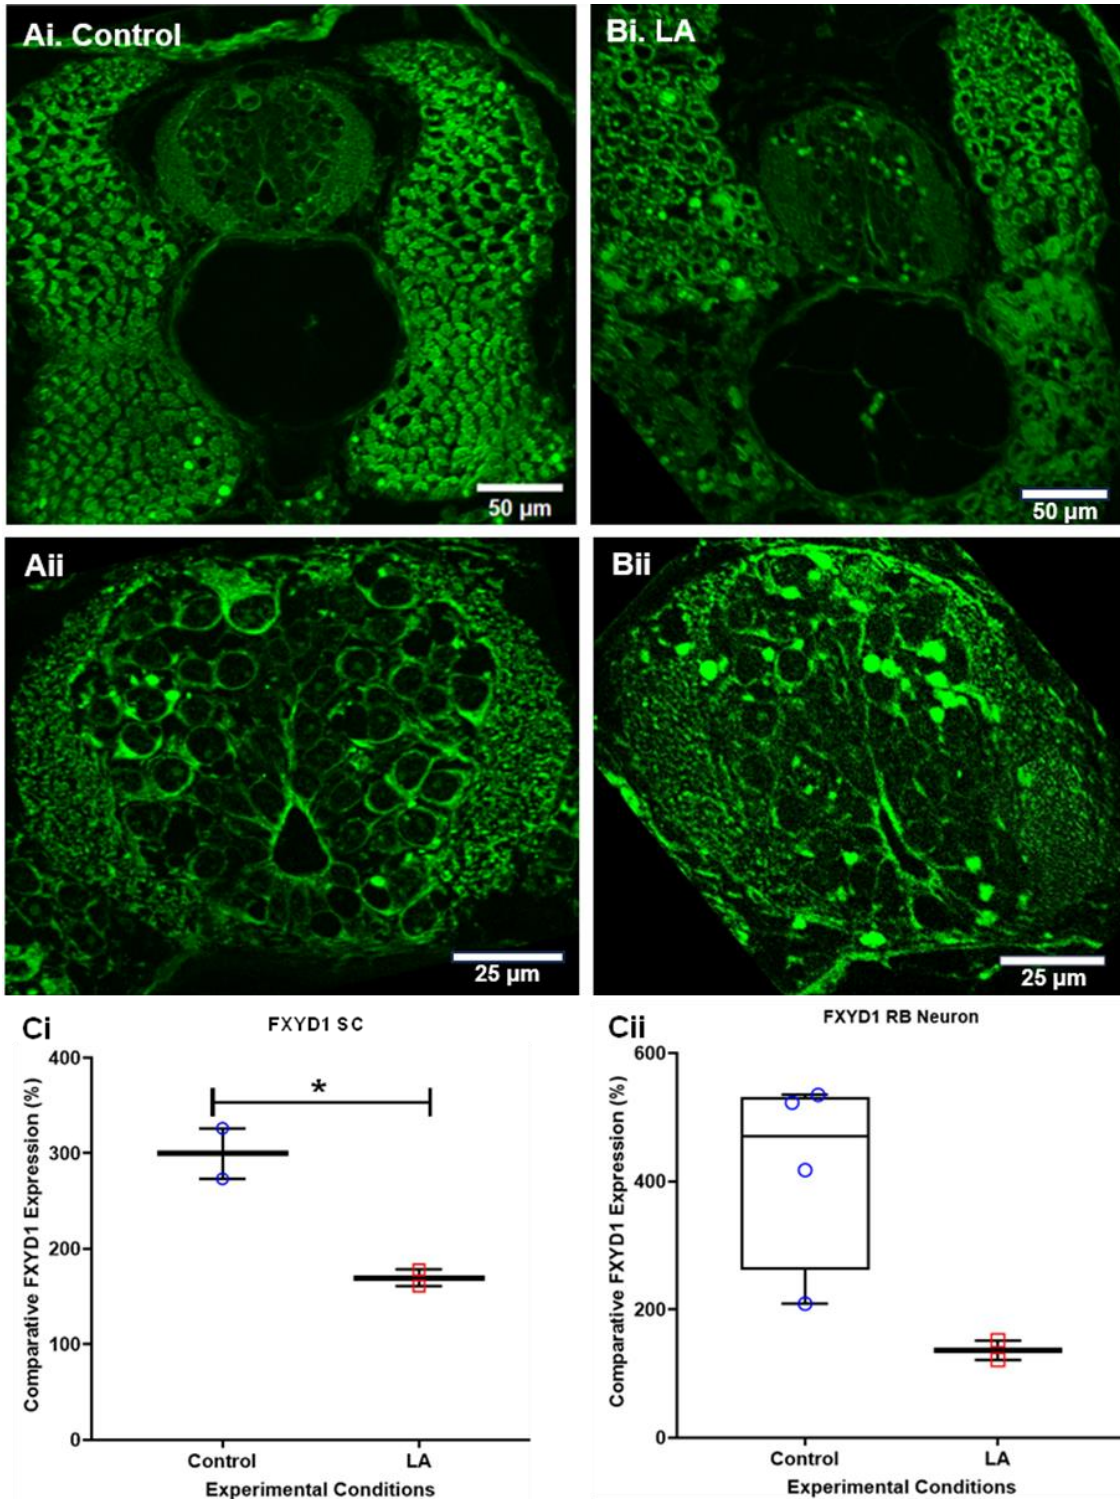 Ai. Control
Bi. LA
50 µm
50 µm
Aii
Bii
25 µm
25 µm
Ci
FXYD1 SC
Comparative FXYD1 Expression (%)
400
300
200
100
0
*
Control
LA
Experimental Conditions
Cii
FXYD1 RB Neuron
Comparative FXYD1 Expression (%)
600
400
200
0
Control
LA
Experimental Conditions